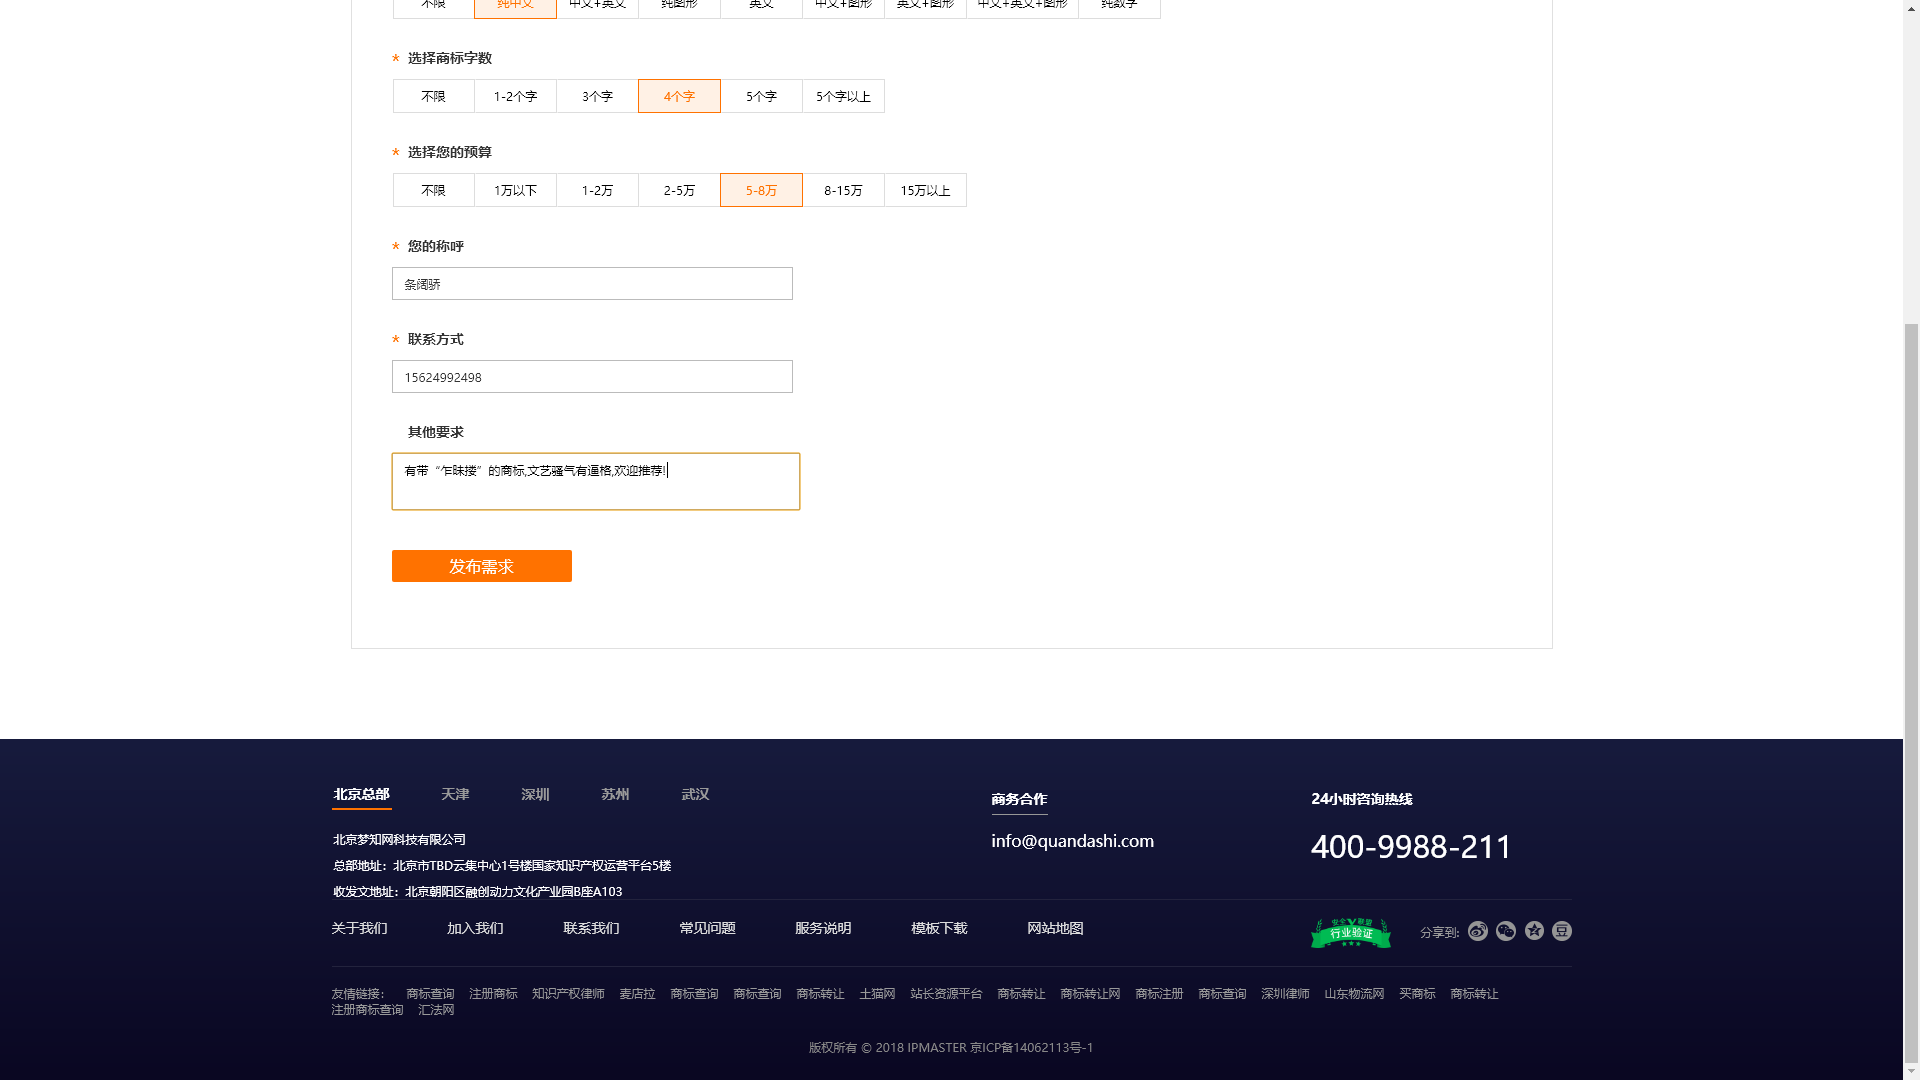 不限 纯中文 中文+英文 纯图形 英文 中文+图形 英文+图形 中文+英文+图形 纯数字
* 选择商标字数
不限 1-2个字 3个字 4个字 5个字 5个字以上
* 选择您的预算
不限 1万以下 1-2万 2-5万 5-8万 8-15万 15万以上
* 您的称呼
条阔骄
* 联系方式
15624992498
其他要求
有带“乍昧搂”的商标,文艺骚气有逼格,欢迎推荐!
发布需求
北京总部 天津 深圳 苏州 武汉
商务合作
24小时咨询热线
北京梦知网科技有限公司
info@quandashi.com
400-9988-211
总部地址：北京市TBD云集中心1号楼国家知识产权运营平台5楼
收发文地址：北京朝阳区融创动力文化产业园B座A103
关于我们 加入我们 联系我们 常见问题 服务说明 模板下载 网站地图
安全联盟
行业验证
分享到:
友情链接： 商标查询 注册商标 知识产权律师 麦店拉 商标查询 商标查询 商标转让 土猫网 站长资源平台 商标转让 商标转让网 商标注册 商标查询 深圳律师 山东物流网 买商标 商标转让
注册商标查询 汇法网
版权所有 © 2018 IPMASTER 京ICP备14062113号-1